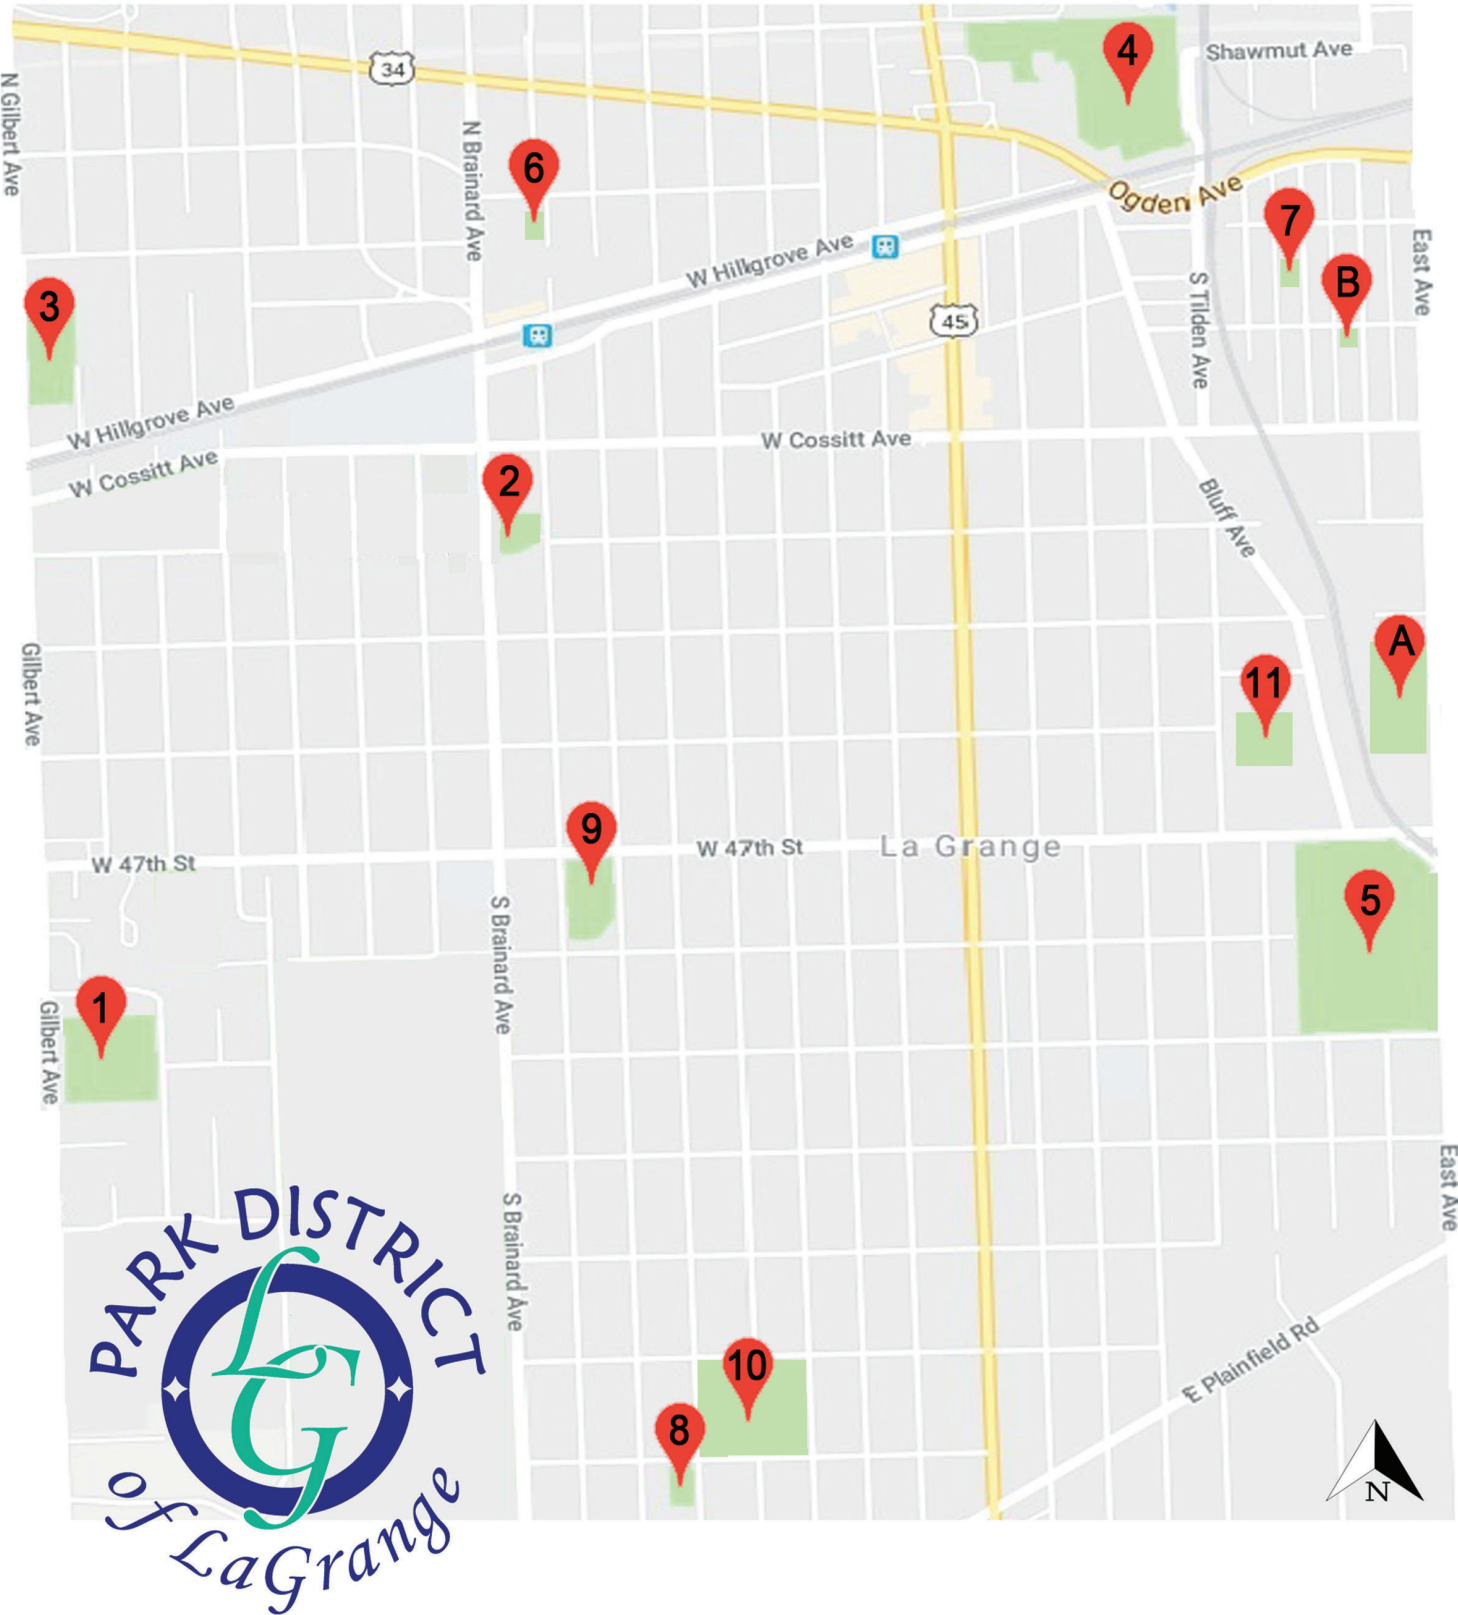 4
Shawmut Ave
34
N Gilbert Ave
N Brainard Ave
6
Ogden Ave
7
B
East Ave
W Hillgrove Ave
3
S Tilden Ave
45
W Hillgrove Ave
W Cossitt Ave
W Cossitt Ave
2
Bluff Ave
Gilbert Ave
A
11
9
W 47th St
W 47th St
La Grange
5
S Brainard Ave
1
Gilbert Ave
East Ave
S Brainard Ave
E Plainfield Rd
10
8
N
PARK DISTRICT
LG
of LaGrange